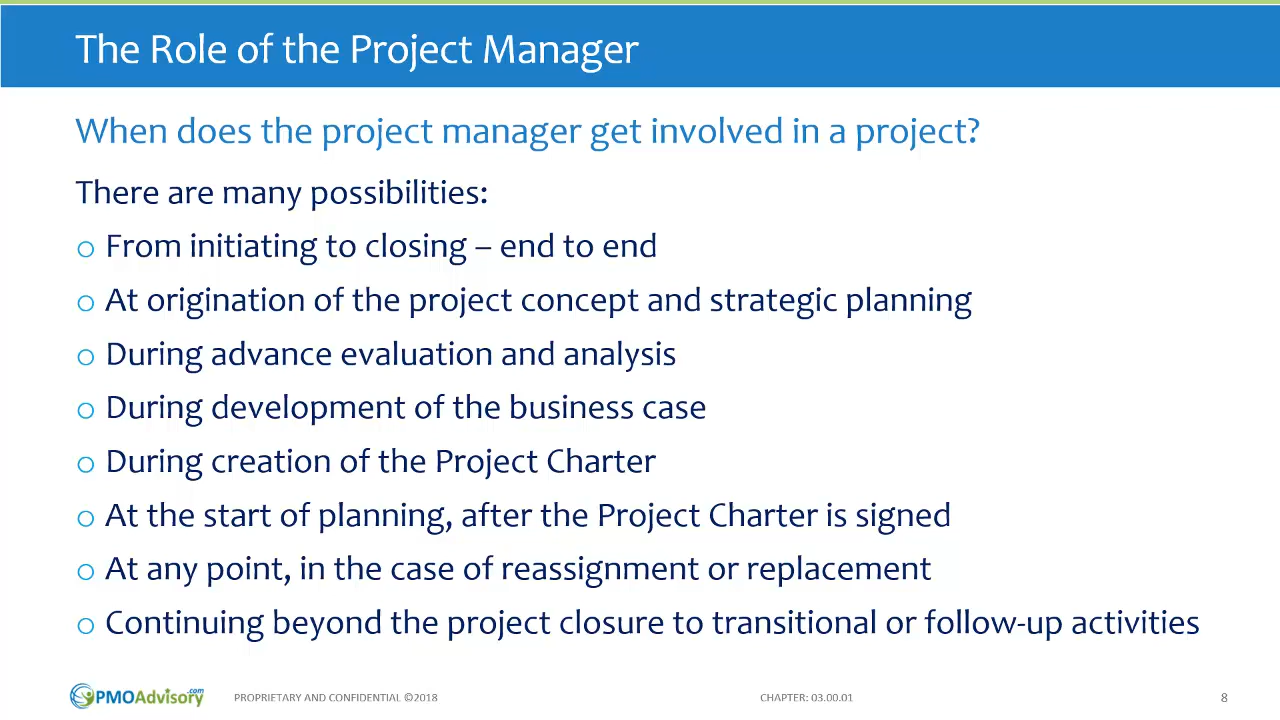 The Role of the Project Manager
When does the project manager get involved in a project?
There are many possibilities:
o From initiating to closing – end to end
o At origination of the project concept and strategic planning
o During advance evaluation and analysis
o During development of the business case
o During creation of the Project Charter
o At the start of planning, after the Project Charter is signed
o At any point, in the case of reassignment or replacement
o Continuing beyond the project closure to transitional or follow-up activities
PMOAdvisory.com PROPRIETARY AND CONFIDENTIAL ©2018 CHAPTER: 03.00.01 8